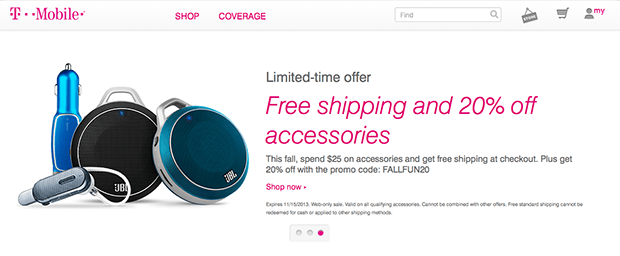 T··Mobile·
SHOP
COVERAGE
Find
my
Limited-time offer
Free shipping and 20% off
accessories
This fall, spend $25 on accessories and get free shipping at checkout. Plus get
20% off with the promo code: FALLFUN20
Shop now
Expires 11/15/2013. Web-only sale. Valid on all qualifying accessories. Cannot be combined with other offers. Free standard shipping cannot be
redeemed for cash or applied to other shipping methods.
JBL
JBL